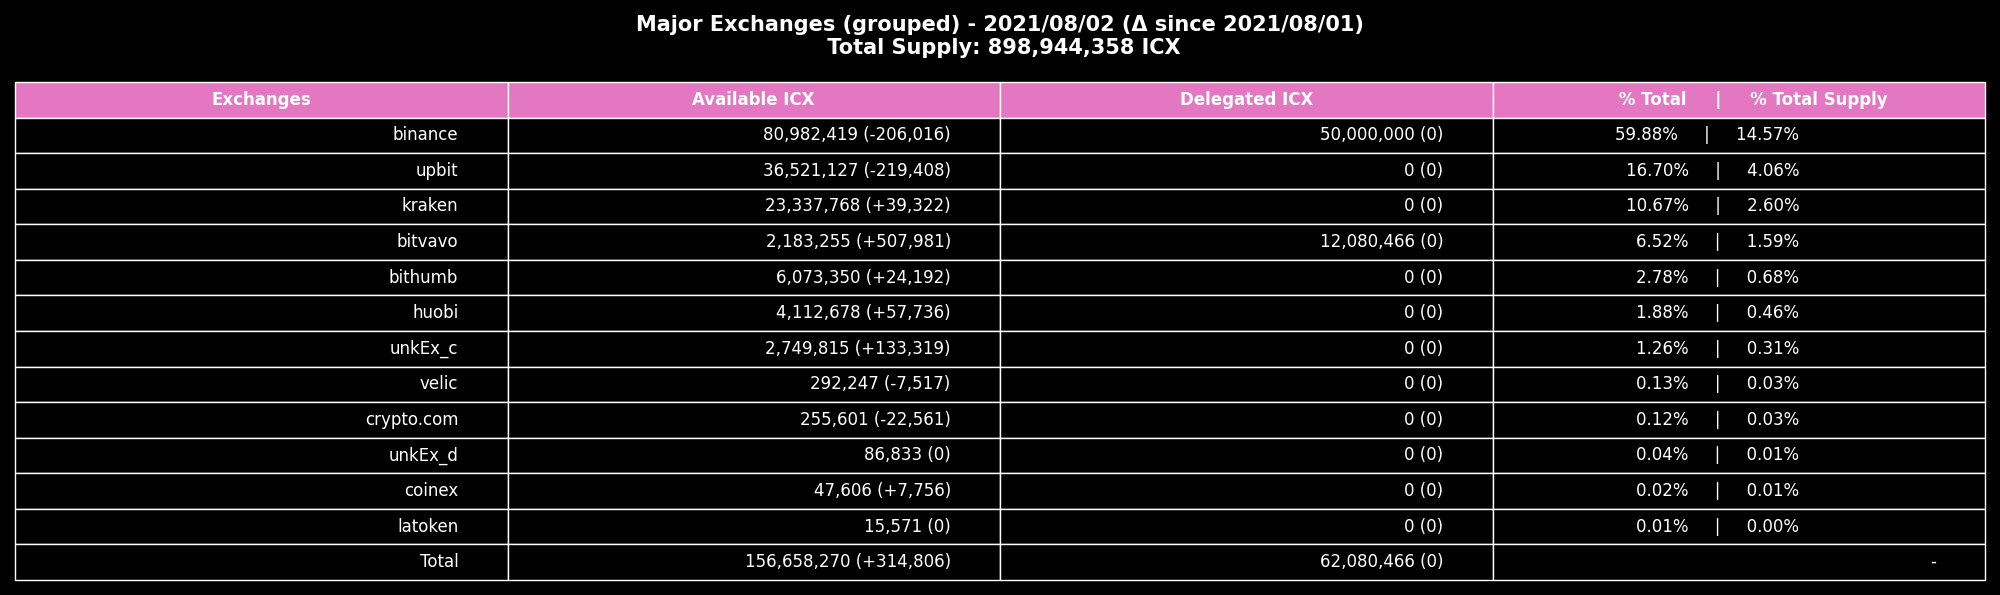 Major Exchanges (grouped) - 2021/08/02 (Δ since 2021/08/01)
Total Supply: 898,944,358 ICX
Exchanges Available ICX Delegated ICX % Total | % Total Supply
binance 80,982,419 (-206,016) 50,000,000 (0) 59.88% | 14.57%
upbit 36,521,127 (-219,408) 0 (0) 16.70% | 4.06%
kraken 23,337,768 (+39,322) 0 (0) 10.67% | 2.60%
bitvavo 2,183,255 (+507,981) 12,080,466 (0) 6.52% | 1.59%
bithumb 6,073,350 (+24,192) 0 (0) 2.78% | 0.68%
huobi 4,112,678 (+57,736) 0 (0) 1.88% | 0.46%
unkEx_c 2,749,815 (+133,319) 0 (0) 1.26% | 0.31%
velic 292,247 (-7,517) 0 (0) 0.13% | 0.03%
crypto.com 255,601 (-22,561) 0 (0) 0.12% | 0.03%
unkEx_d 86,833 (0) 0 (0) 0.04% | 0.01%
coinex 47,606 (+7,756) 0 (0) 0.02% | 0.01%
latoken 15,571 (0) 0 (0) 0.01% | 0.00%
Total 156,658,270 (+314,806) 62,080,466 (0) -